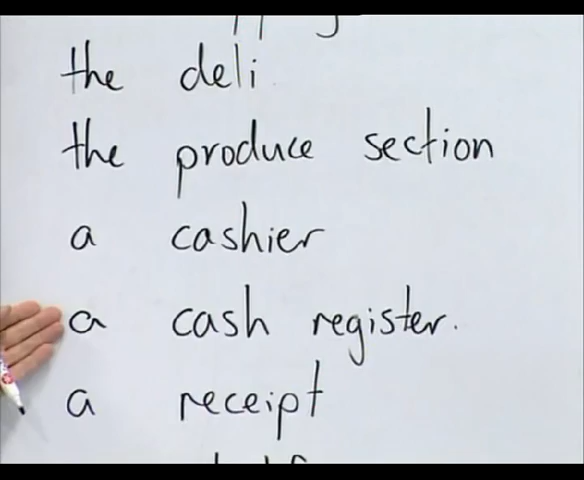 the deli
the produce section
a cashier
a cash register.
a receipt